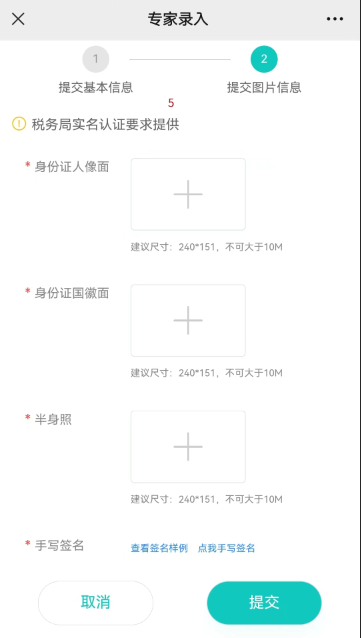 专家录入
1
2
提交基本信息
提交图片信息
5
税务局实名认证要求提供
* 身份证人像面
建议尺寸：240*151，不可大于10M
* 身份证国徽面
建议尺寸：240*151，不可大于10M
* 半身照
建议尺寸：240*151，不可大于10M
* 手写签名
查看签名样例 点我手写签名
取消
提交